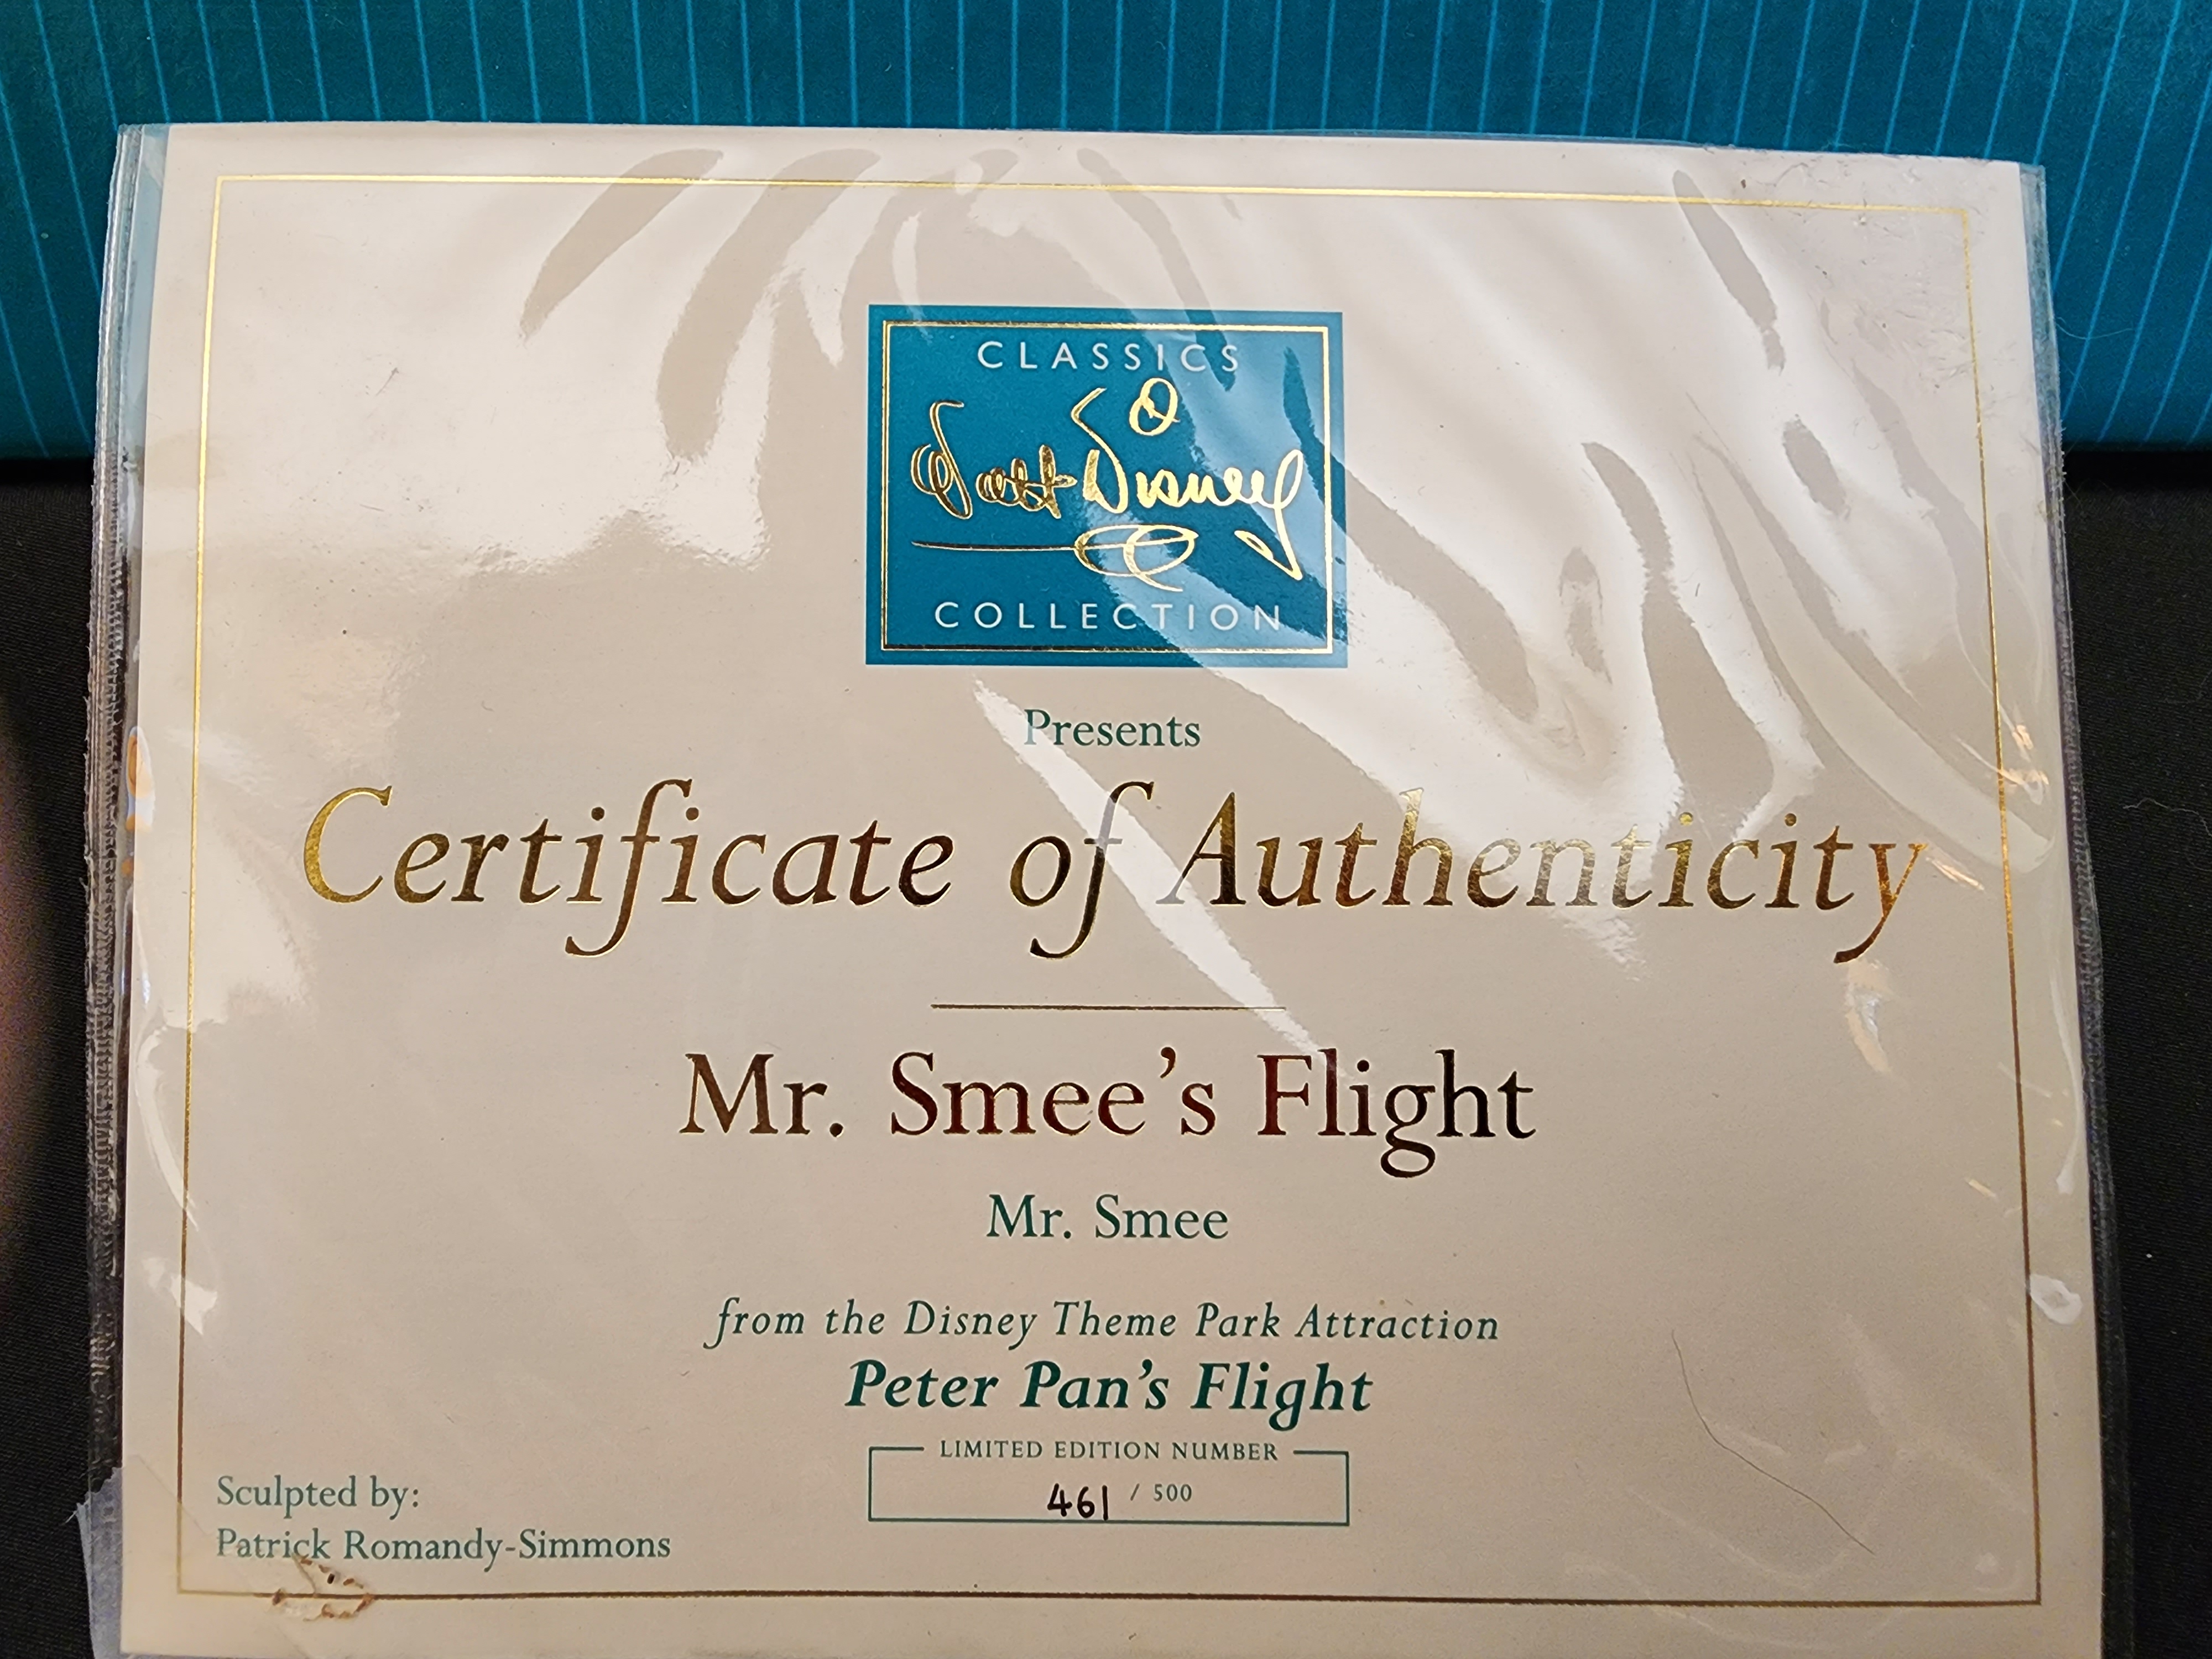 CLASSICS
Walt Disney
COLLECTION
Presents
Certificate of Authenticity
Mr. Smee's Flight
Mr. Smee
from the Disney Theme Park Attraction
Peter Pan's Flight
LIMITED EDITION NUMBER
461 / 500
Sculpted by:
Patrick Romandy-Simmons